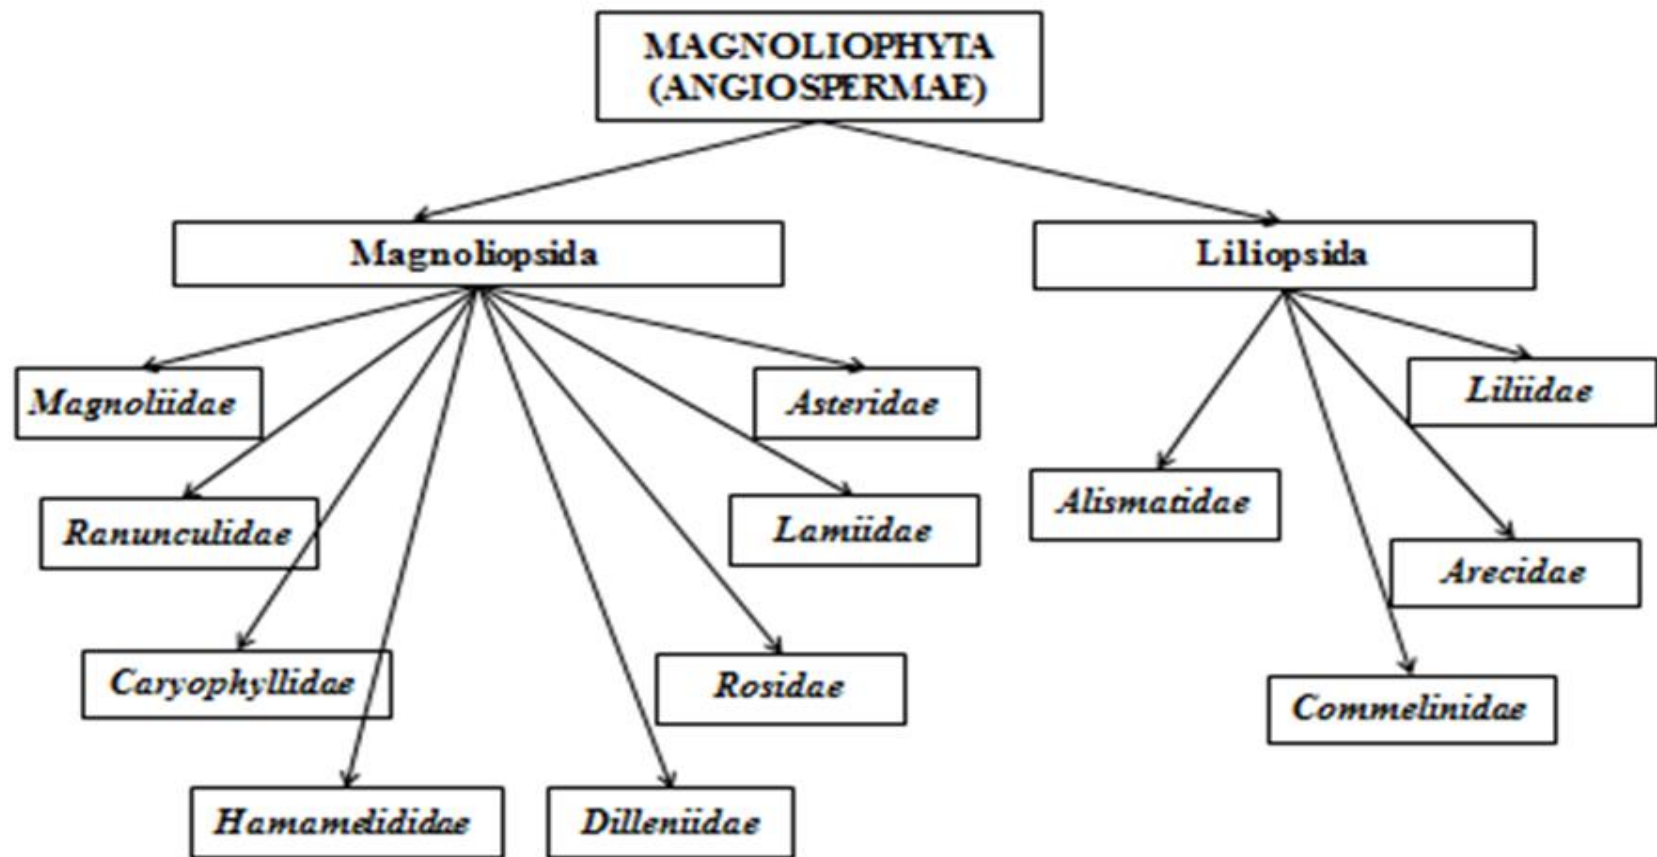 MAGNOLIOPHYTA
(ANGIOSPERMAE)
Magnoliopsida
Liliopsida
Magnoliidae
Asteridae
Liliidae
Ranunculidae
Lamiidae
Alismatidae
Arecidae
Caryophyllidae
Rosidae
Commelinidae
Hamamelididae
Dilleniidae